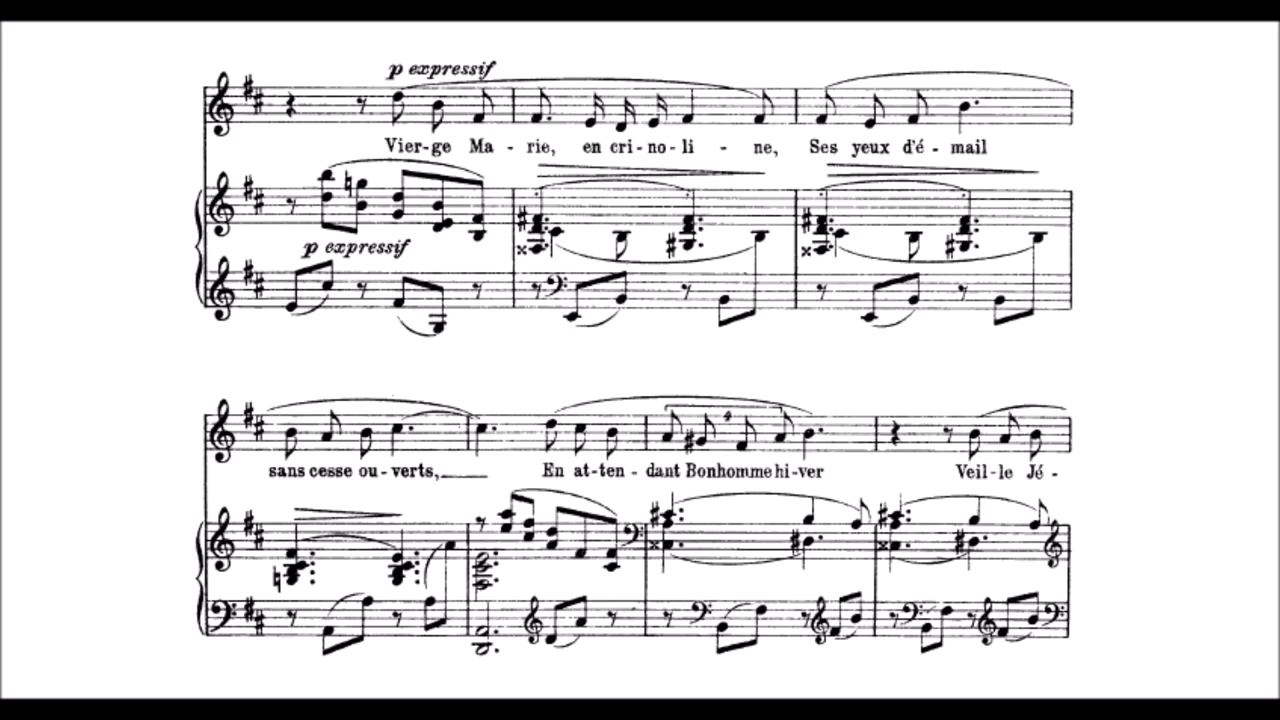 p expressif
Vier-ge Ma - rie, en cri-no-li - ne, Ses yeux d'é - mail
p expressif
sans cesse ou-verts, En at-ten - dant Bonhomme hi-ver Veil-le Jé -
4